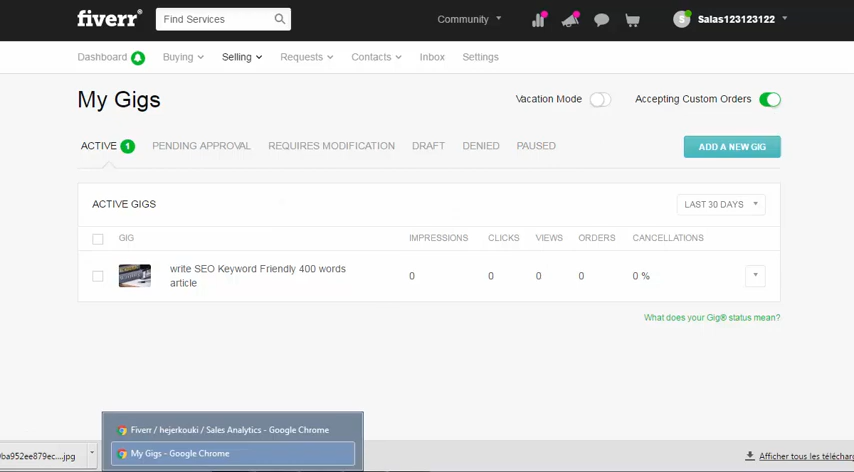 fiverr®
Find Services
Community
S
Salas123123122
Dashboard
Buying
Selling
Requests
Contacts
Inbox
Settings
My Gigs
Vacation Mode
Accepting Custom Orders
ACTIVE 1
PENDING APPROVAL
REQUIRES MODIFICATION
DRAFT
DENIED
PAUSED
ADD A NEW GIG
ACTIVE GIGS
LAST 30 DAYS
GIG
IMPRESSIONS
CLICKS
VIEWS
ORDERS
CANCELLATIONS
write SEO Keyword Friendly 400 words
article
0
0
0
0
0 %
What does your Gig® status mean?
Fiverr / hejerkouki / Sales Analytics - Google Chrome
My Gigs - Google Chrome
/ba952ee879ec....jpg
Afficher tous les téléchar